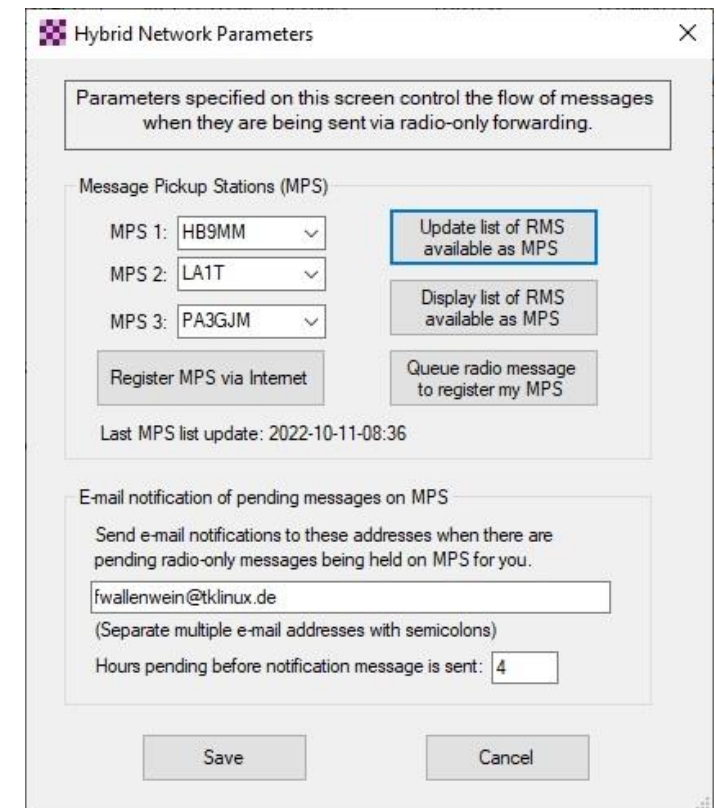 Hybrid Network Parameters
Parameters specified on this screen control the flow of messages
when they are being sent via radio-only forwarding.
Message Pickup Stations (MPS)
MPS 1: HB9MM
MPS 2: LA1T
MPS 3: PA3GJM
Update list of RMS
available as MPS
Display list of RMS
available as MPS
Register MPS via Internet
Queue radio message
to register my MPS
Last MPS list update: 2022-10-11-08:36
E-mail notification of pending messages on MPS
Send e-mail notifications to these addresses when there are
pending radio-only messages being held on MPS for you.
fwallenwein@tklinux.de
(Separate multiple e-mail addresses with semicolons)
Hours pending before notification message is sent: 4
Save
Cancel